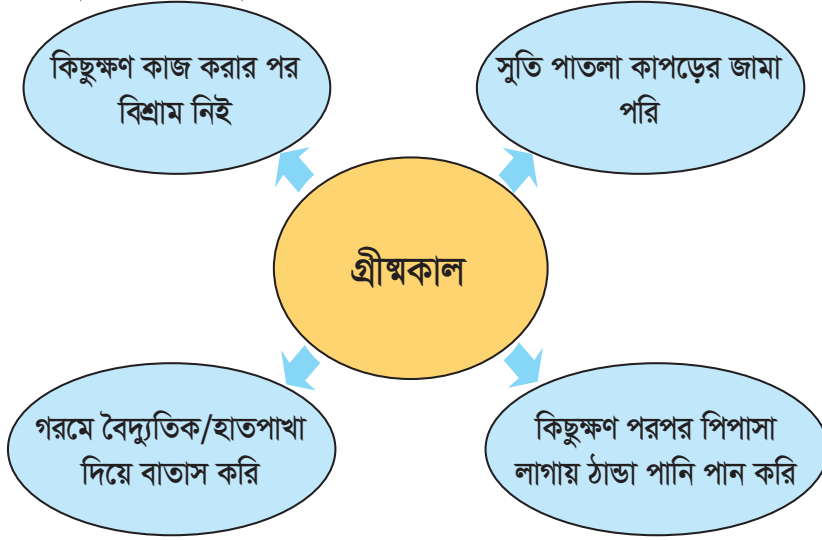 কিছুক্ষণ কাজ করার পর
বিশ্রাম নিই
সুতি পাতলা কাপড়ের জামা
পরি
গ্রীষ্মকাল
গরমে বৈদ্যুতিক/হাতপাখা
দিয়ে বাতাস করি
কিছুক্ষণ পরপর পিপাসা
লাগায় ঠান্ডা পানি পান করি